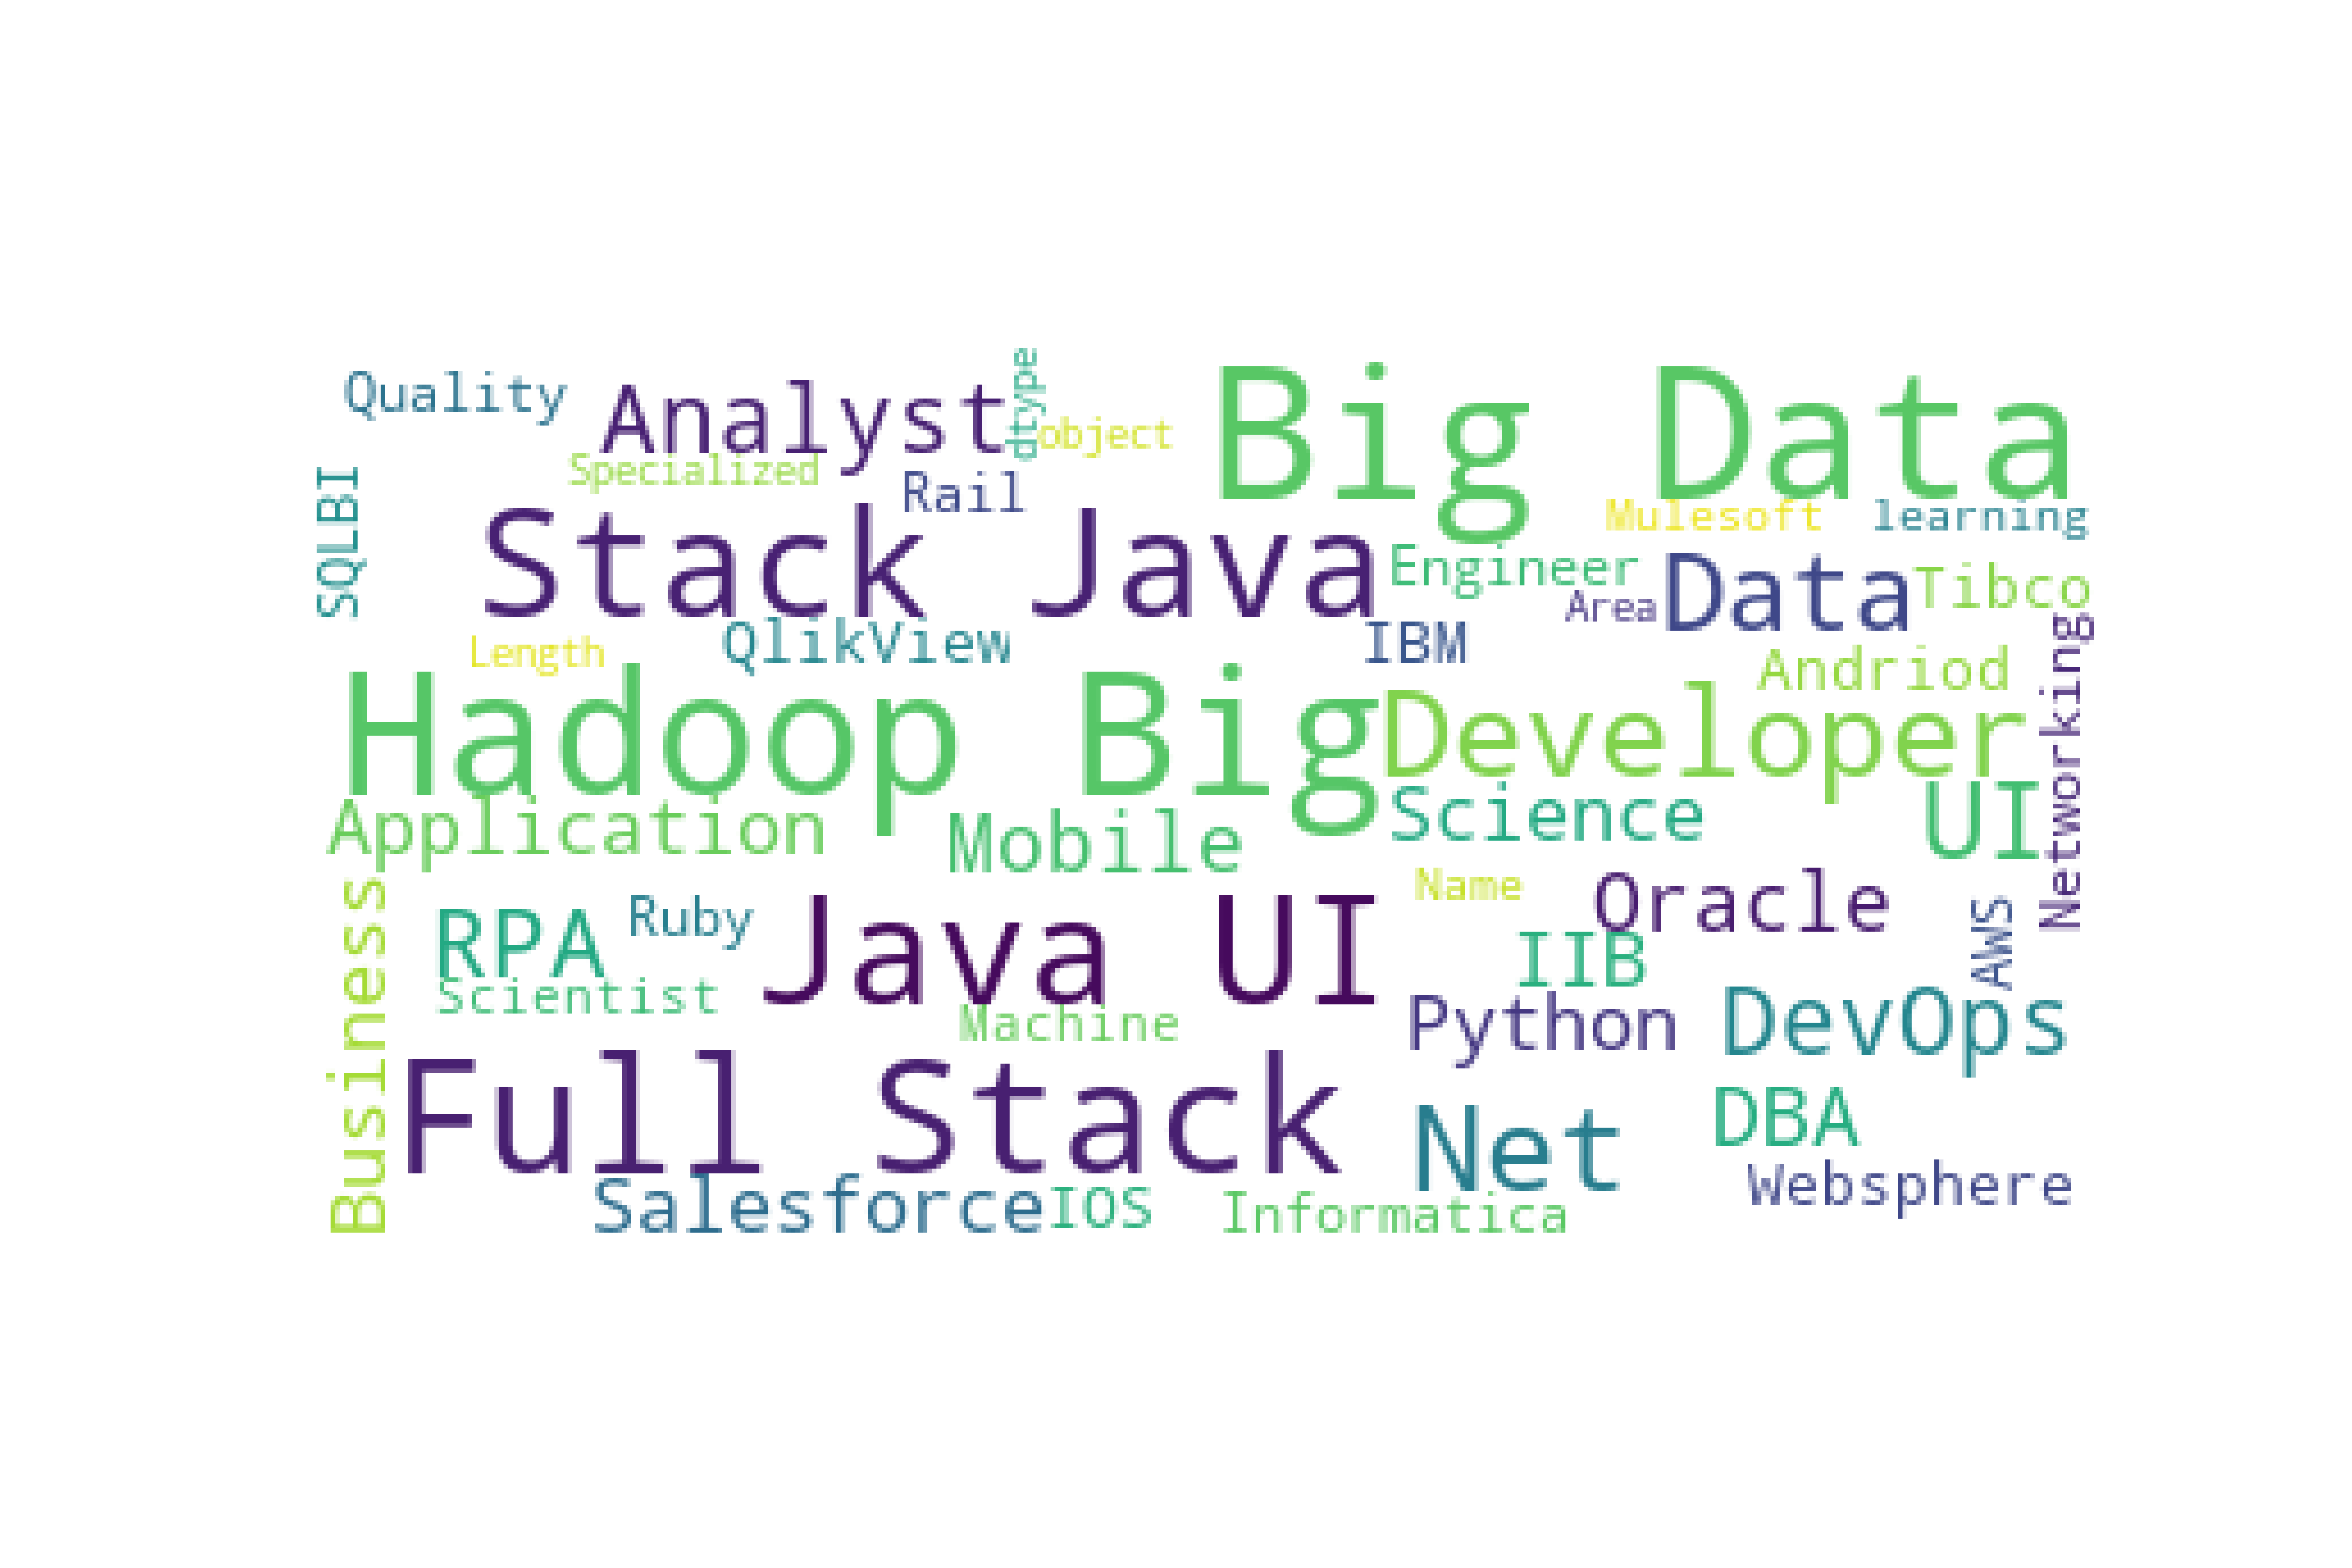 Quality
Analyst
dtype
object
Big Data
Specialized
Rail
SQLBI
Stack Java
Mulesoft
learning
Engineer
Area
Data
Tibco
Length
QlikView
IBM
Andriod
Networking
Hadoop Big
Developer
Application
Mobile
Science
UI
Business
RPA
Ruby
Java UI
Name
Oracle
IIB
AWS
Scientist
Machine
Python
DevOps
Full Stack
Net
DBA
Websphere
Salesforce
IOS
Informatica